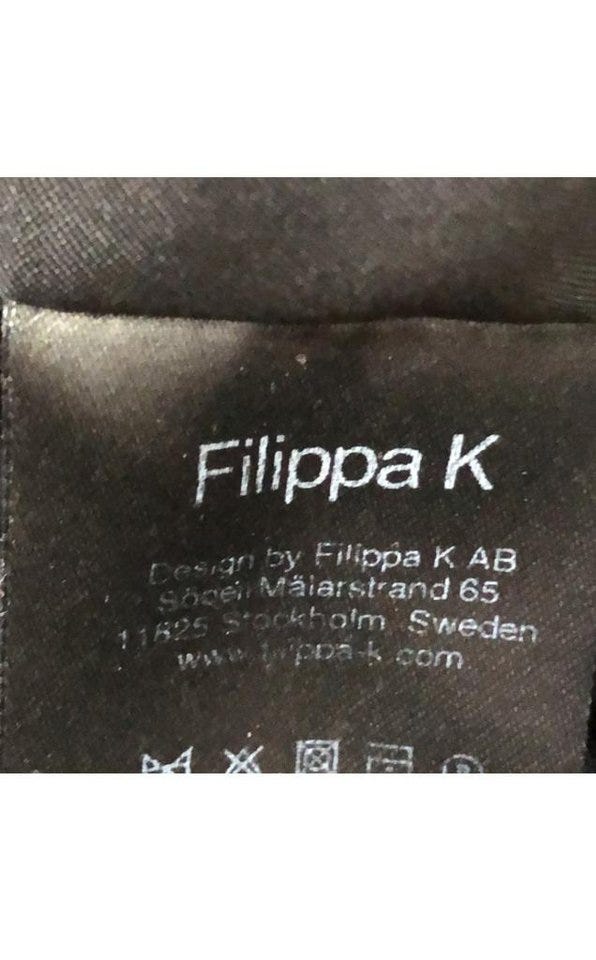 Filippa K
Design by Filippa K AB
Söder Mälarstrand 65
11825 Stockholm Sweden
www.filippa-k.com